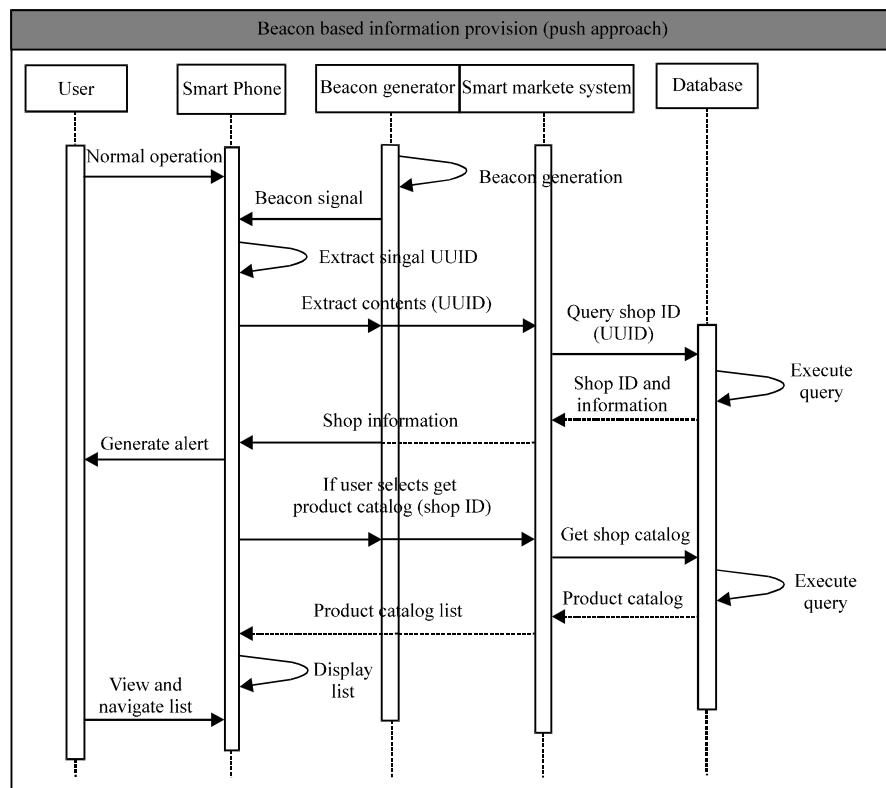 Beacon based information provision (push approach)
User
Smart Phone
Beacon generator
Smart markete system
Database
Normal operation
Beacon generation
Beacon signal
Extract singal UUID
Extract contents (UUID)
Query shop ID
(UUID)
Execute
query
Shop ID and
information
Shop information
Generate alert
If user selects get
product catalog (shop ID)
Get shop catalog
Execute
query
Product catalog
Product catalog list
Display
list
View and
navigate list